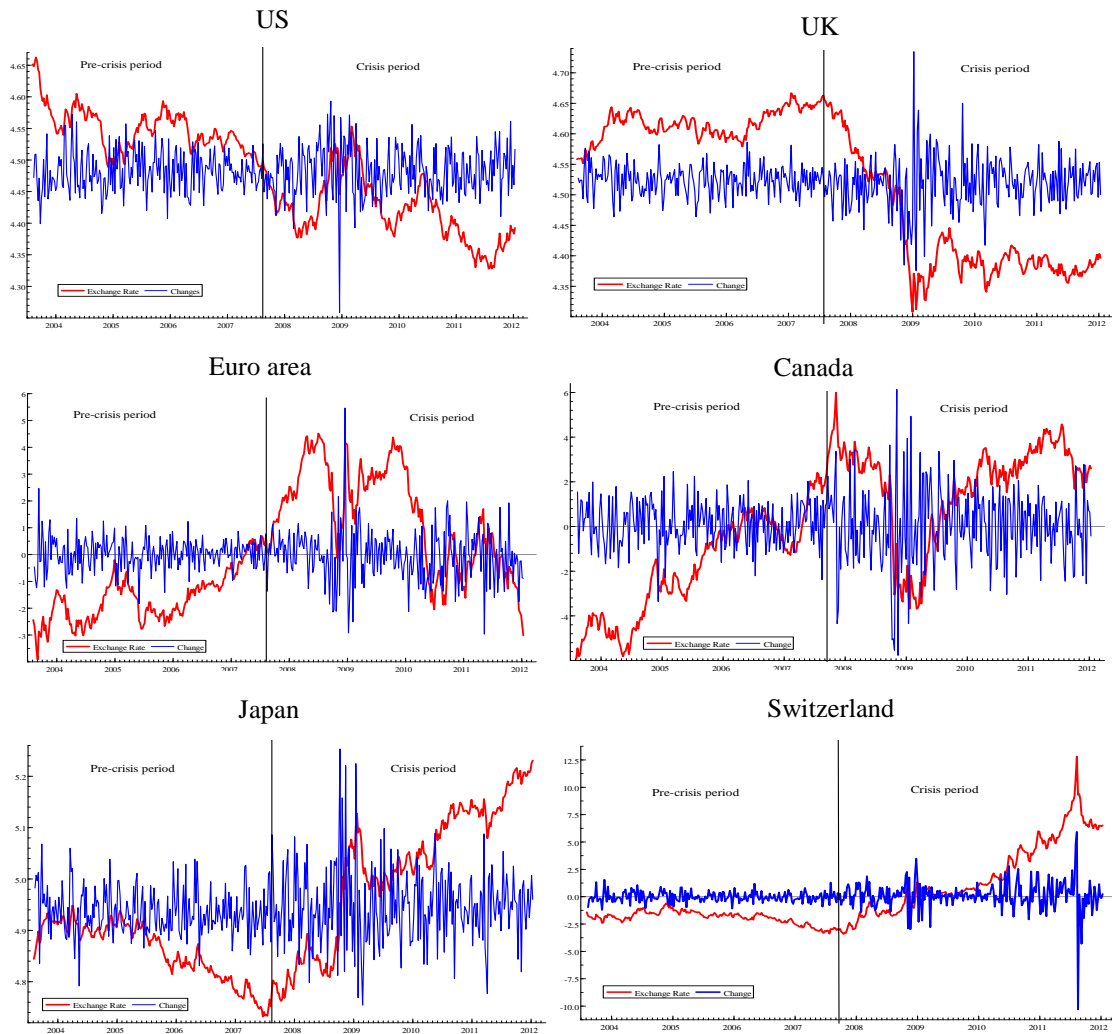 US
Pre-crisis period Crisis period
4.65
4.60
4.55
4.50
4.45
4.40
4.35
4.30
Exchange Rate Changes
2004 2005 2006 2007 2008 2009 2010 2011 2012
UK
Pre-crisis period Crisis period
4.70
4.65
4.60
4.55
4.50
4.45
4.40
4.35
Exchange Rate Change
2004 2005 2006 2007 2008 2009 2010 2011 2012
Euro area
Pre-crisis period Crisis period
6
5
4
3
2
1
0
-1
-2
-3
Exchange Rate Change
2004 2005 2006 2007 2008 2009 2010 2011 2012
Canada
Pre-crisis period Crisis period
6
4
2
0
-2
-4
Exchange Rate Change
2004 2005 2006 2007 2008 2009 2010 2011 2012
Japan
Pre-crisis period Crisis period
5.2
5.1
5.0
4.9
4.8
Exchange Rate Change
2004 2005 2006 2007 2008 2009 2010 2011 2012
Switzerland
Pre-crisis period Crisis period
12.5
10.0
7.5
5.0
2.5
0.0
-2.5
-5.0
-7.5
-10.0
Exchange Rate Change
2004 2005 2006 2007 2008 2009 2010 2011 2012